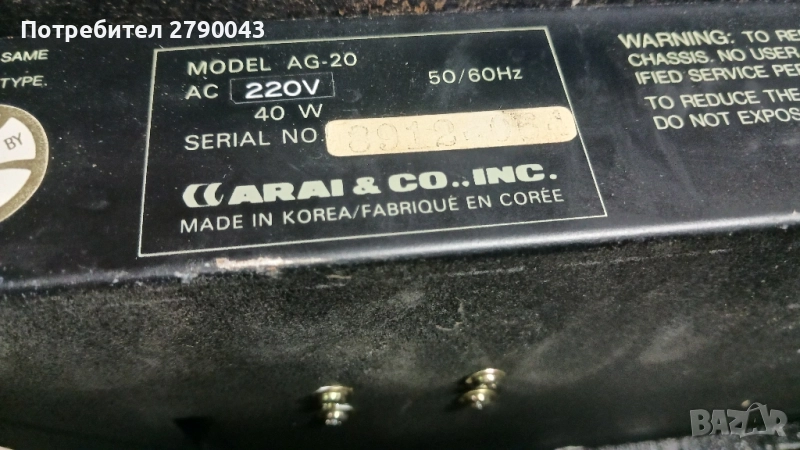 Потребител 2790043
SAME
TYPE.
BY
MODEL AG-20
AC 220V 50/60Hz
40 W
SERIAL NO.
ARAI & CO., INC.
MADE IN KOREA/FABRIQUÉ EN CORÉE
WARNING: TO RE
CHASSIS. NO USER
IFIED SERVICE PER
TO REDUCE THE
DO NOT EXPOS
BAZAR